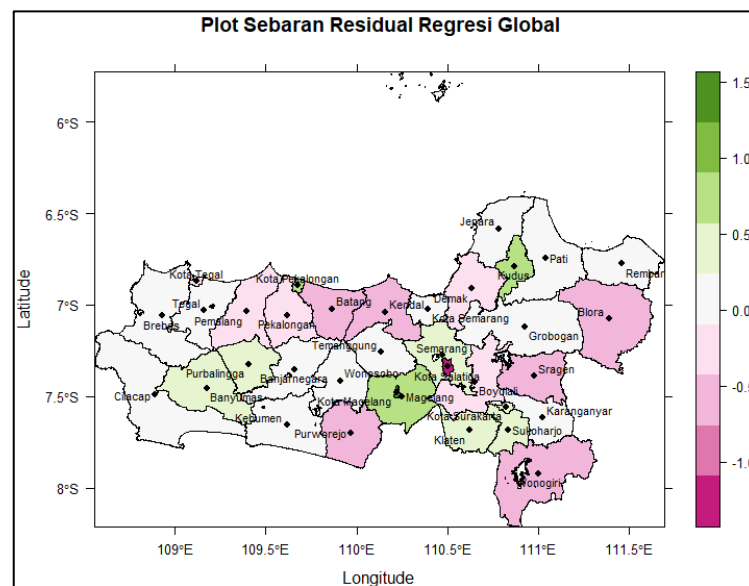 Plot Sebaran Residual Regresi Global
1.5
1.0
0.5
0.0
-0.5
-1.0
6°S
6.5°S
7°S
7.5°S
8°S
Latitude
Jepara
Pati
Rembang
Kudus
Kota Tegal
Kota Pekalongan
Tegal
Brebes
Pemalang
Pekalongan
Batang
Kendal
Demak
Kota Semarang
Grobogan
Blora
Temanggung
Semarang
Purbalingga
Banjarnegara
Wonosobo
Kota Salatiga
Boyolali
Sragen
Cilacap
Banyumas
Kota Magelang
Magelang
Kebumen
Purworejo
Kota Surakarta
Karanganyar
Klaten
Sukoharjo
Wonogiri
109°E
109.5°E
110°E
110.5°E
111°E
111.5°E
Longitude